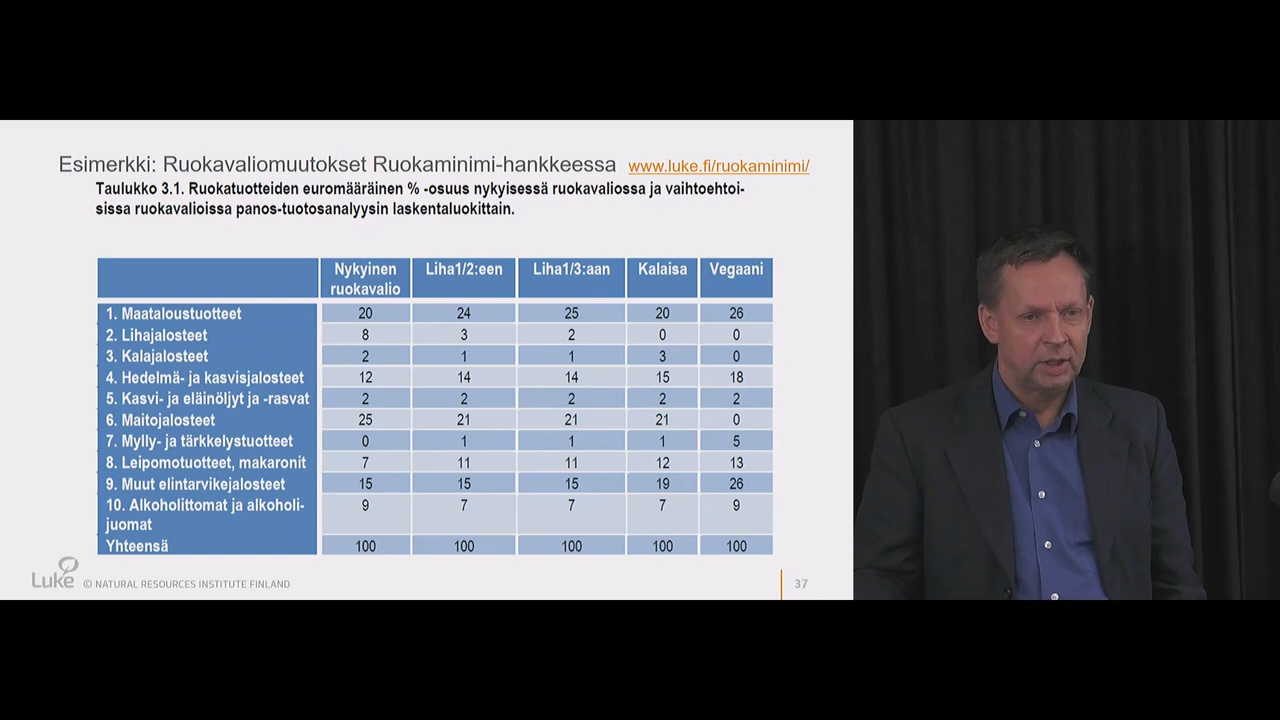 Esimerkki: Ruokavaliomuutokset Ruokaminimi-hankkeessa www.luke.fi/ruokaminimi/
Taulukko 3.1. Ruokatuotteiden euromääräinen % -osuus nykyisessä ruokavaliossa ja vaihtoehtoi-
sissa ruokavalioissa panos-tuotosanalyysin laskentaluokittain.
Nykyinen ruokavalio Liha1/2:een Liha1/3:aan Kalaisa Vegaani
1. Maataloustuotteet 20 24 25 20 26
2. Lihajalosteet 8 3 2 0 0
3. Kalajalosteet 2 1 1 3 0
4. Hedelmä- ja kasvisjalosteet 12 14 14 15 18
5. Kasvi- ja eläinöljyt ja -rasvat 2 2 2 2 2
6. Maitojalosteet 25 21 21 21 0
7. Mylly- ja tärkkelystuotteet 0 1 1 1 5
8. Leipomotuotteet, makaronit 7 11 11 12 13
9. Muut elintarvikejalosteet 15 15 15 19 26
10. Alkoholittomat ja alkoholi- 9 7 7 7 9
juomat
Yhteensä 100 100 100 100 100
Luke © NATURAL RESOURCES INSTITUTE FINLAND 37